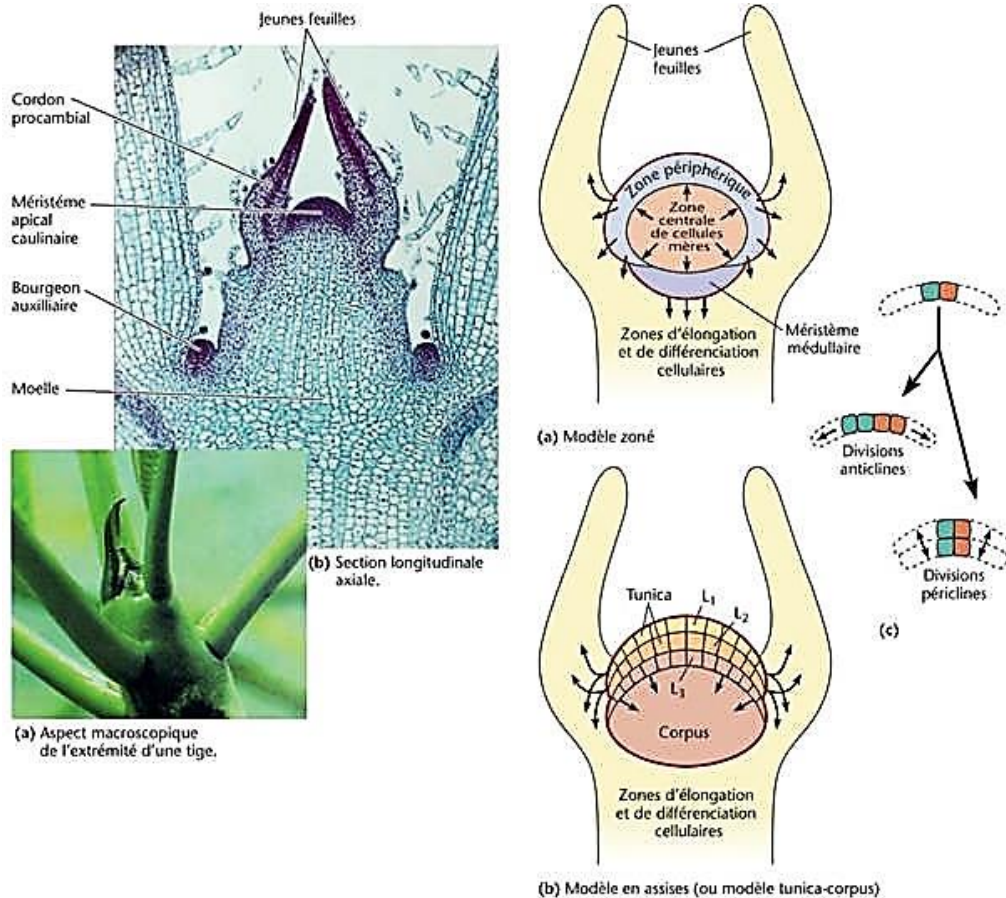 Jeunes feuilles
Cordon
procambial
Méristéme
apical
caulinaire
Bourgeon
auxilliaire
Moelle
(b) Section longitudinale
axiale.
(a) Aspect macroscopique
de l'extrémité d'une tige.
Jeunes
feuilles
Zone périphérique
Zone
centrale
de cellules
mères
Méristème
médullaire
Zones d'élongation
et de différenciation
cellulaires
(a) Modèle zoné
Divisions
anticlines
Divisions
périclines
(c)
Tunica
L1
L2
L3
Corpus
Zones d'élongation
et de différenciation
cellulaires
(b) Modèle en assises (ou modèle tunica-corpus)